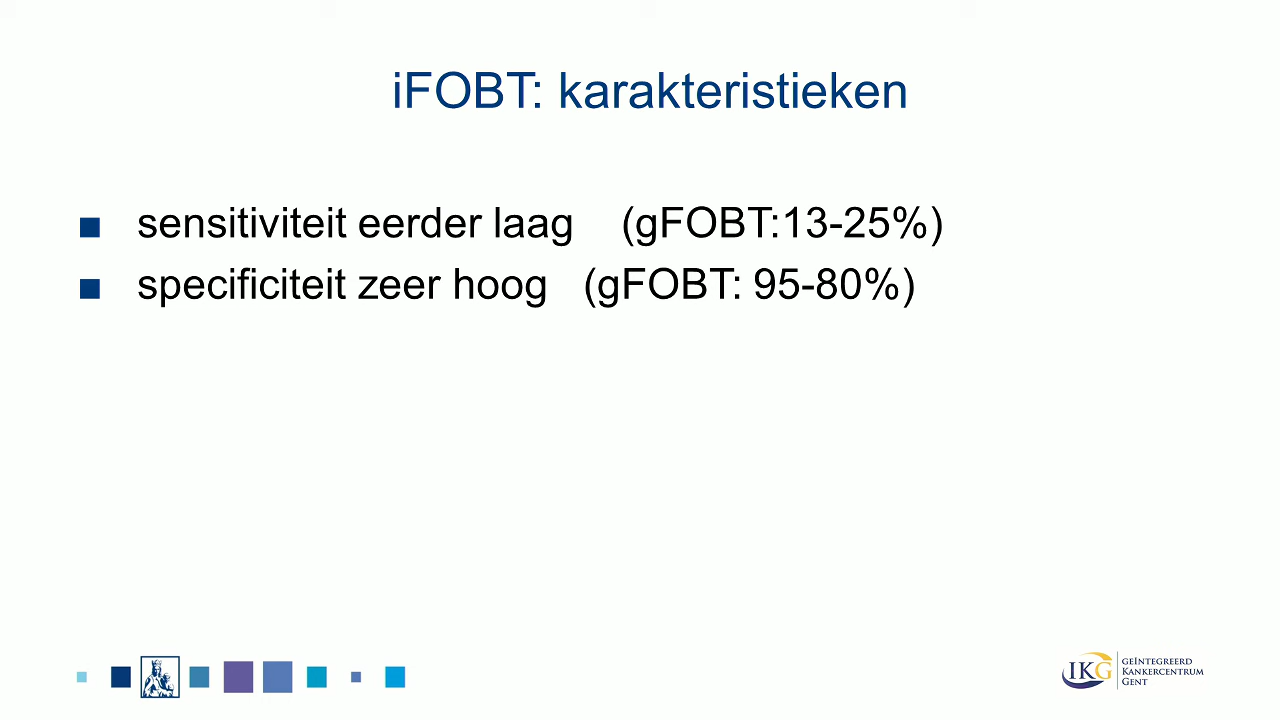 iFOBT: karakteristieken
sensitiviteit eerder laag (gFOBT:13-25%)
specificiteit zeer hoog (gFOBT: 95-80%)
IKG
GEÏNTEGREERD
KANKERCENTRUM
GENT